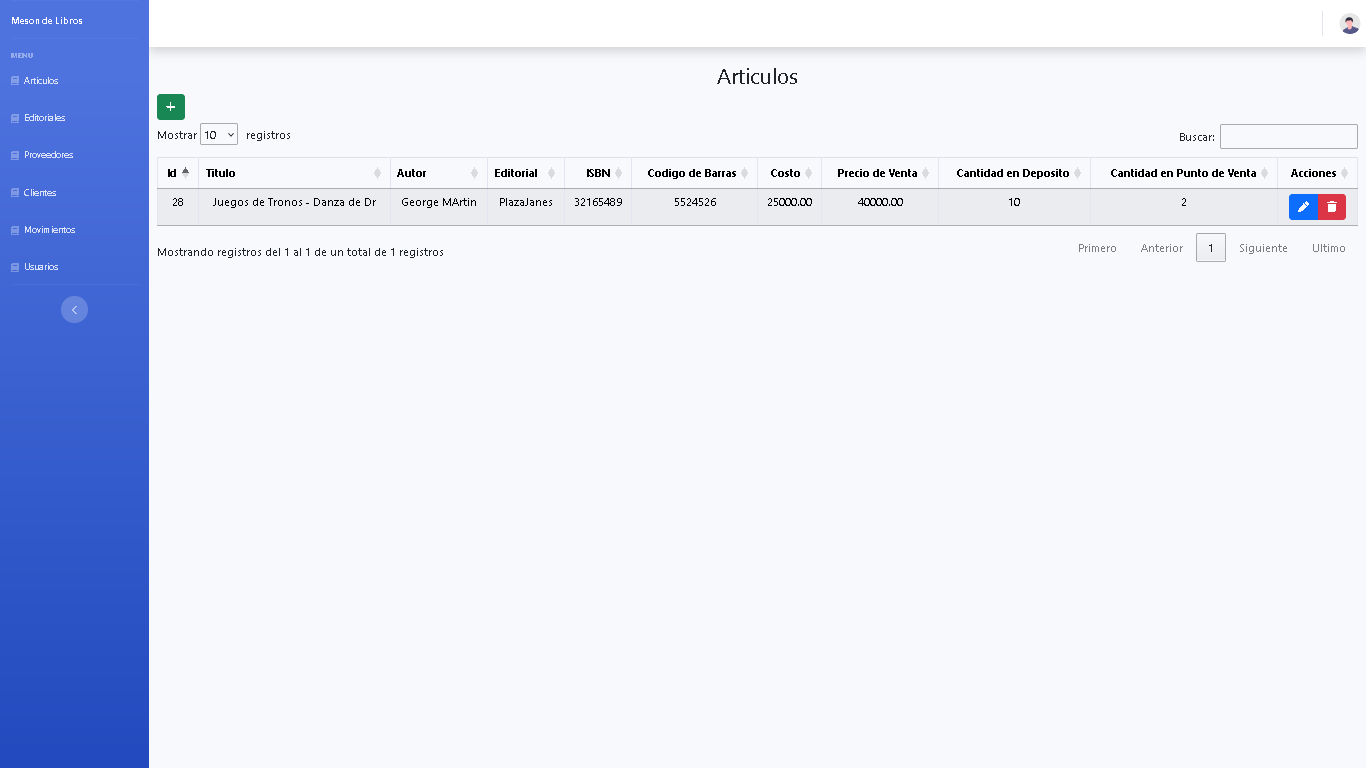 Meson de Libros
MENU
Articulos
Editoriales
Proveedores
Clientes
Movimientos
Usuarios
Articulos
+
Mostrar 10 registros
Buscar:
Id Titulo Autor Editorial ISBN Codigo de Barras Costo Precio de Venta Cantidad en Deposito Cantidad en Punto de Venta Acciones
28 Juegos de Tronos - Danza de Dr George MArtin PlazaJanes 32165489 5524526 25000.00 40000.00 10 2
Mostrando registros del 1 al 1 de un total de 1 registros
Primero Anterior 1 Siguiente Ultimo